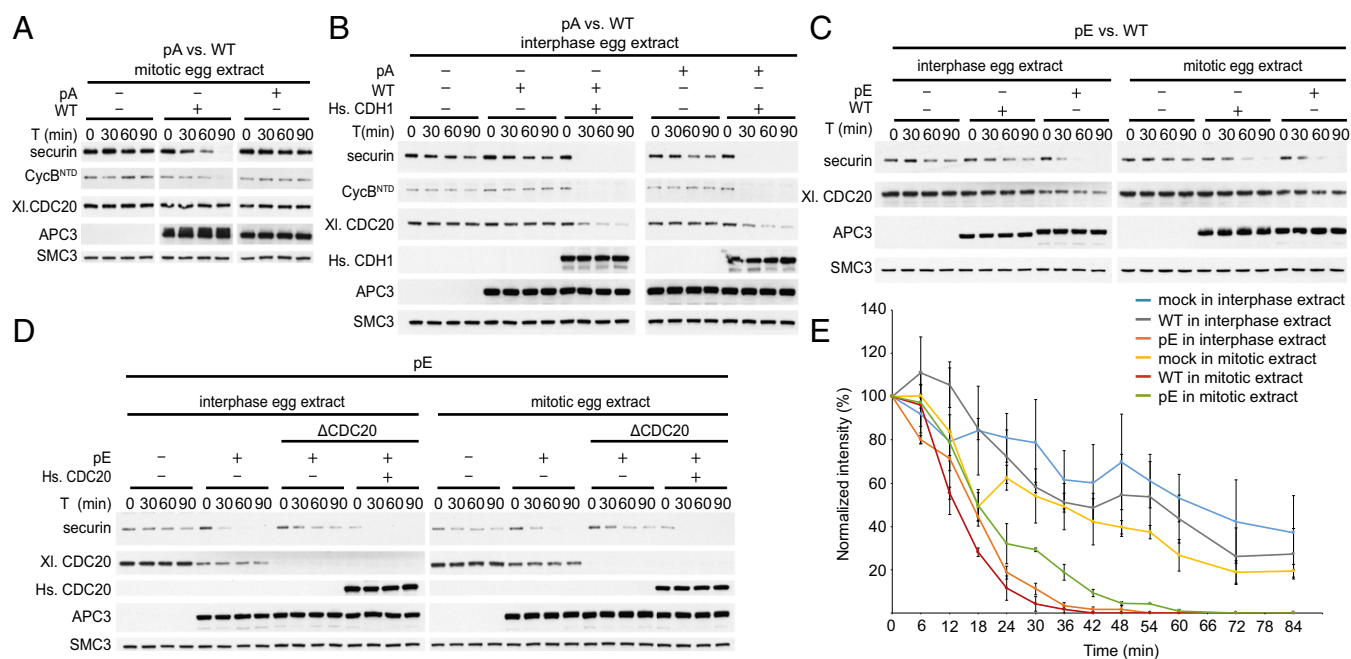 A
pA vs. WT
mitotic egg extract
pA – – +
WT – + –
T (min) 0 30 60 90 0 30 60 90 0 30 60 90
securin
CycBNTD
Xl.CDC20
APC3
SMC3
B
pA vs. WT
interphase egg extract
pA – – – + +
WT – + + – –
Hs. CDH1 – – + – +
T(min) 0 30 60 90 0 30 60 90 0 30 60 90 0 30 60 90 0 30 60 90
securin
CycBNTD
Xl. CDC20
Hs. CDH1
APC3
SMC3
C
pE vs. WT
interphase egg extract mitotic egg extract
pE – – + – – +
WT – + – – + –
T (min) 0 30 60 90 0 30 60 90 0 30 60 90 0 30 60 90 0 30 60 90 0 30 60 90
securin
Xl. CDC20
APC3
SMC3
D
pE
interphase egg extract mitotic egg extract
ΔCDC20 ΔCDC20
pE – + + + – + + +
Hs. CDC20 – – – + – – – +
T (min) 0 30 60 90 0 30 60 90 0 30 60 90 0 30 60 90 0 30 60 90 0 30 60 90 0 30 60 90 0 30 60 90
securin
Xl. CDC20
Hs. CDC20
APC3
SMC3
E
mock in interphase extract
WT in interphase extract
pE in interphase extract
mock in mitotic extract
WT in mitotic extract
pE in mitotic extract
Normalized intensity (%)
140
120
100
80
60
40
20
0 6 12 18 24 30 36 42 48 54 60 66 72 78 84
Time (min)